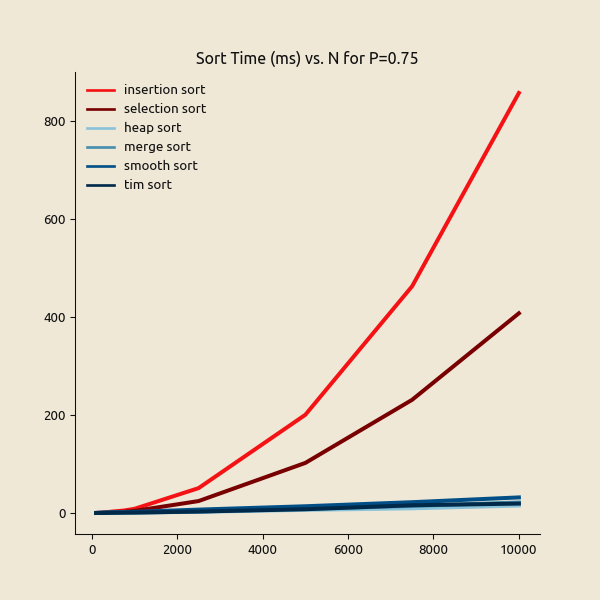 Sort Time (ms) vs. N for P=0.75
insertion sort
selection sort
heap sort
merge sort
smooth sort
tim sort
800
600
400
200
0
0 2000 4000 6000 8000 10000